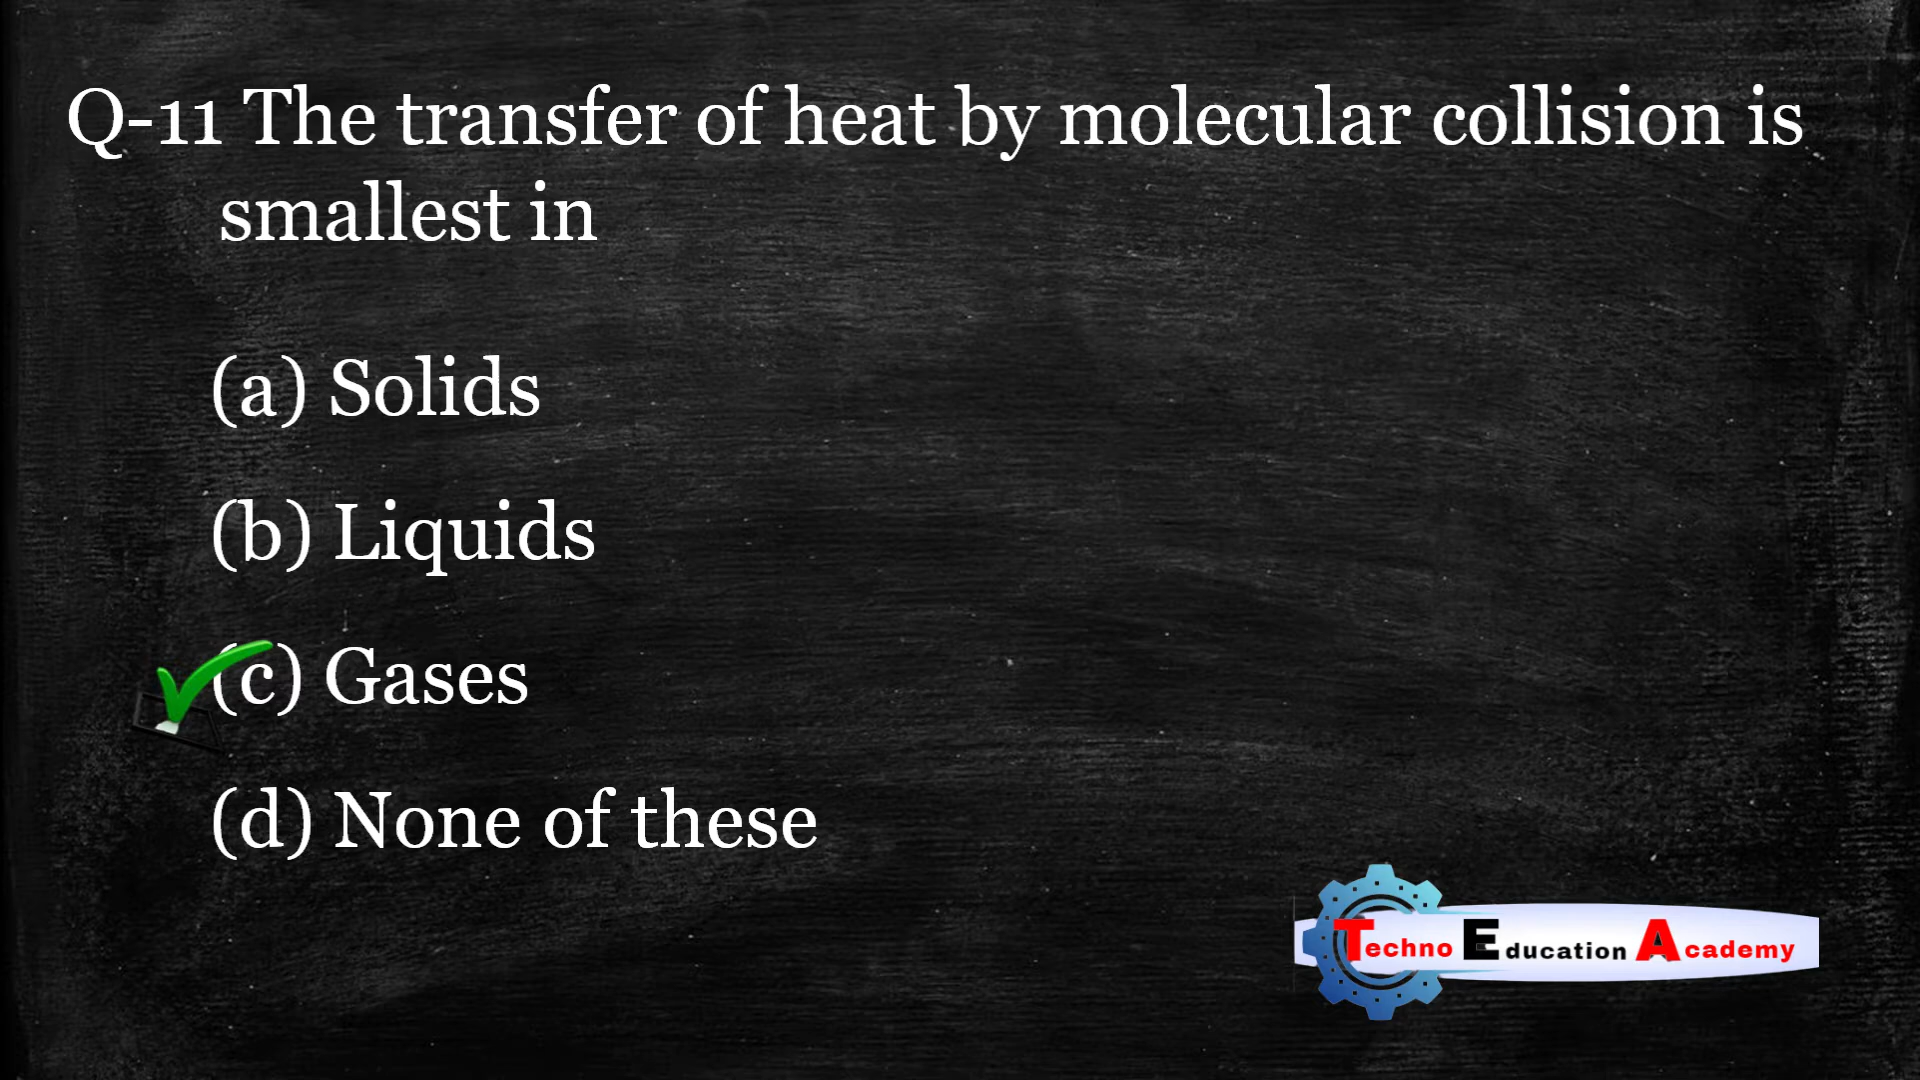 Q-11 The transfer of heat by molecular collision is
smallest in
(a) Solids
(b) Liquids
(c) Gases
(d) None of these
Techno Education Academy